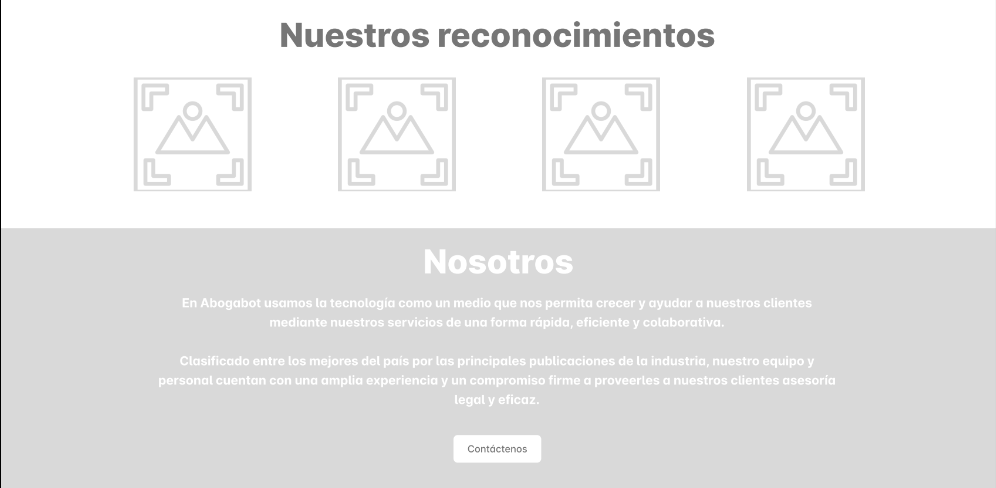 Nuestros reconocimientos
Nosotros
En Abogabot usamos la tecnología como un medio que nos permita crecer y ayudar a nuestros clientes
mediante nuestros servicios de una forma rápida, eficiente y colaborativa.
Clasificado entre los mejores del país por las principales publicaciones de la industria, nuestro equipo y
personal cuentan con una amplia experiencia y un compromiso firme a proveerles a nuestros clientes asesoría
legal y eficaz.
Contáctenos